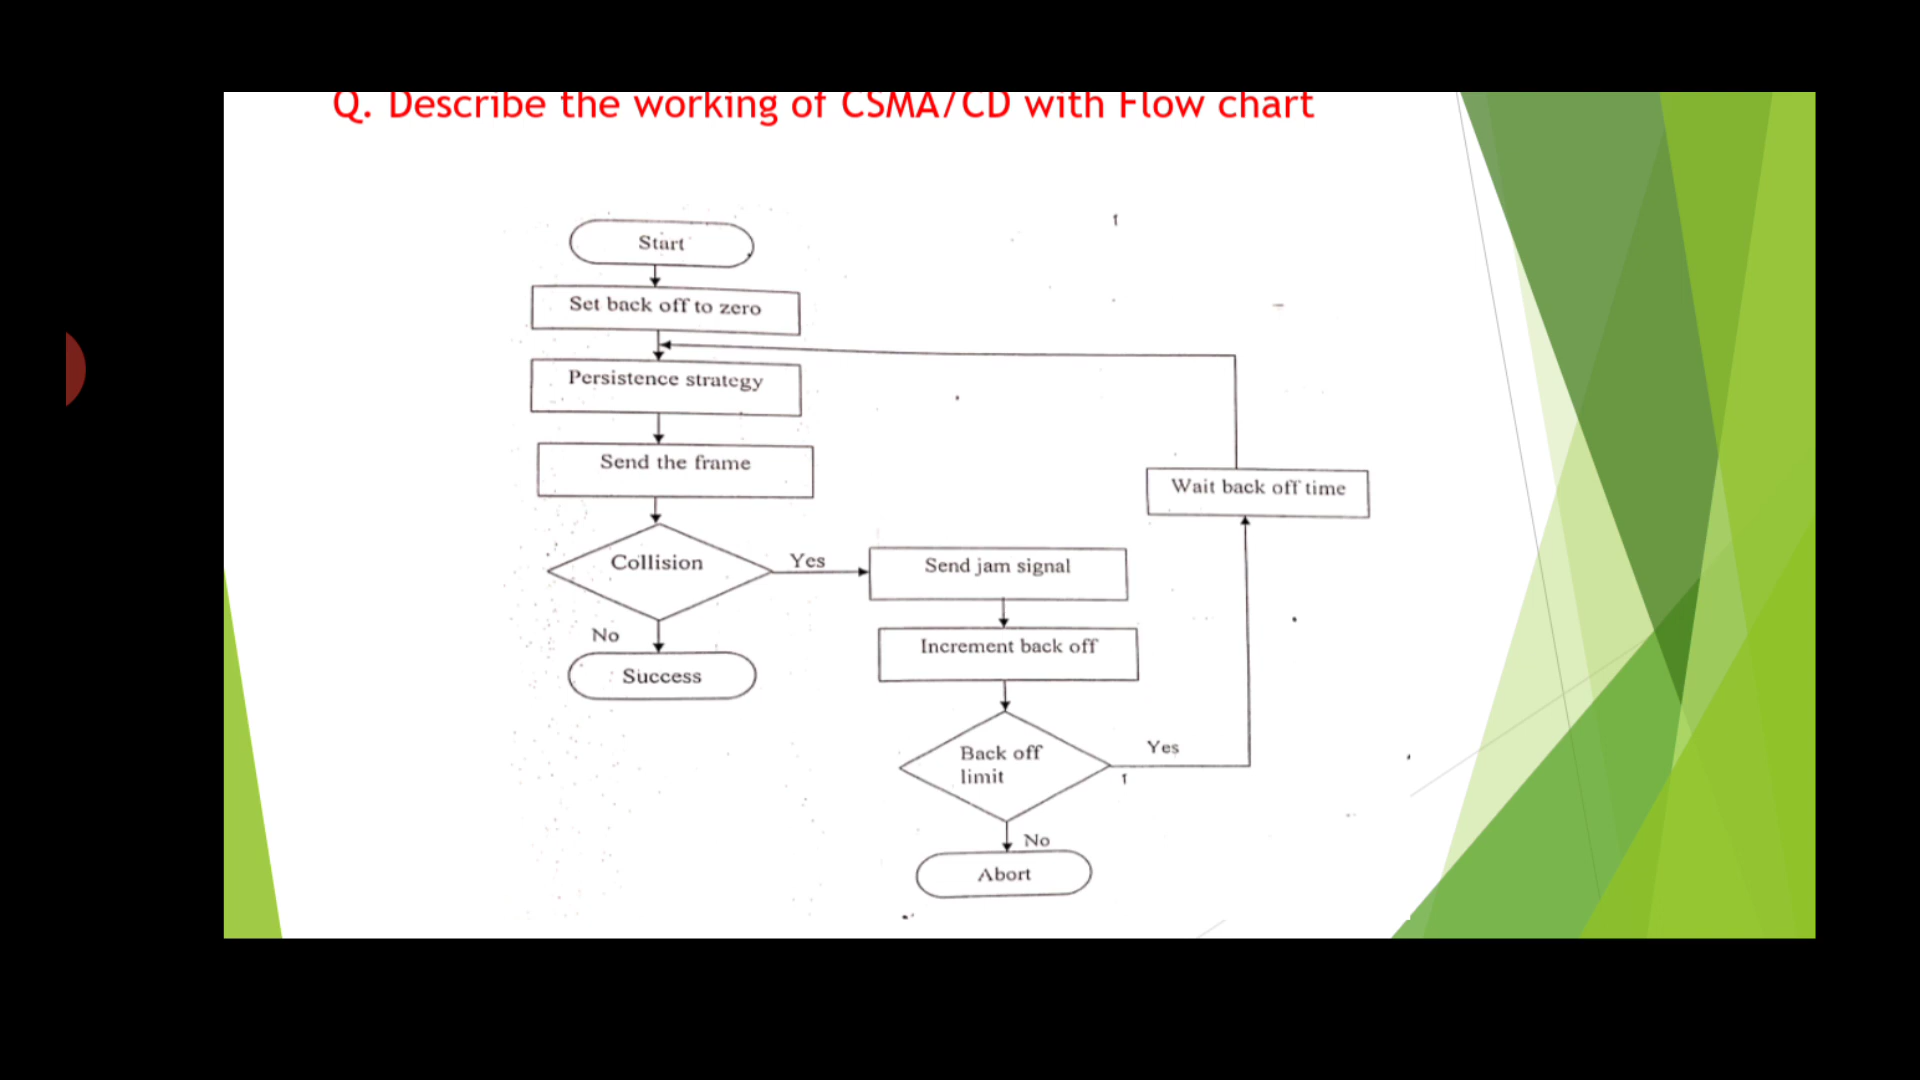 Q. Describe the working of CSMA/CD with Flow chart
Start
Set back off to zero
Persistence strategy
Send the frame
Wait back off time
Collision
Yes
Send jam signal
No
Increment back off
Success
Back off
limit
Yes
No
Abort